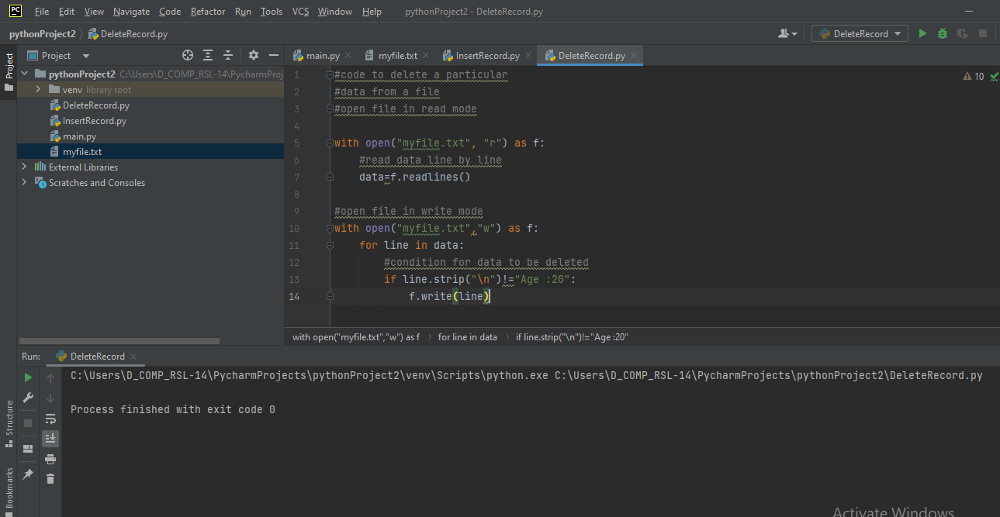 PC File Edit View Navigate Code Refactor Run Tools VCS Window Help pythonProject2 - DeleteRecord.py
pythonProject2 DeleteRecord.py DeleteRecord
Project
Project
main.py myfile.txt InsertRecord.py DeleteRecord.py
pythonProject2 C:\Users\D_COMP_RSL-14\PycharmProj
venv library root
DeleteRecord.py
InsertRecord.py
main.py
myfile.txt
External Libraries
Scratches and Consoles
10
1 #code to delete a particular
2 #data from a file
3 #open file in read mode
4
5 with open("myfile.txt", "r") as f:
6 #read data line by line
7 data=f.readlines()
8
9 #open file in write mode
10 with open("myfile.txt","w") as f:
11 for line in data:
12 #condition for data to be deleted
13 if line.strip("\n")!="Age :20":
14 f.write(line)
with open("myfile.txt","w") as f for line in data if line.strip("\n")!="Age :20"
Run: DeleteRecord
C:\Users\D_COMP_RSL-14\PycharmProjects\pythonProject2\venv\Scripts\python.exe C:\Users\D_COMP_RSL-14\PycharmProjects\pythonProject2\DeleteRecord.py
Process finished with exit code 0
Structure
Bookmarks
Activate Windows